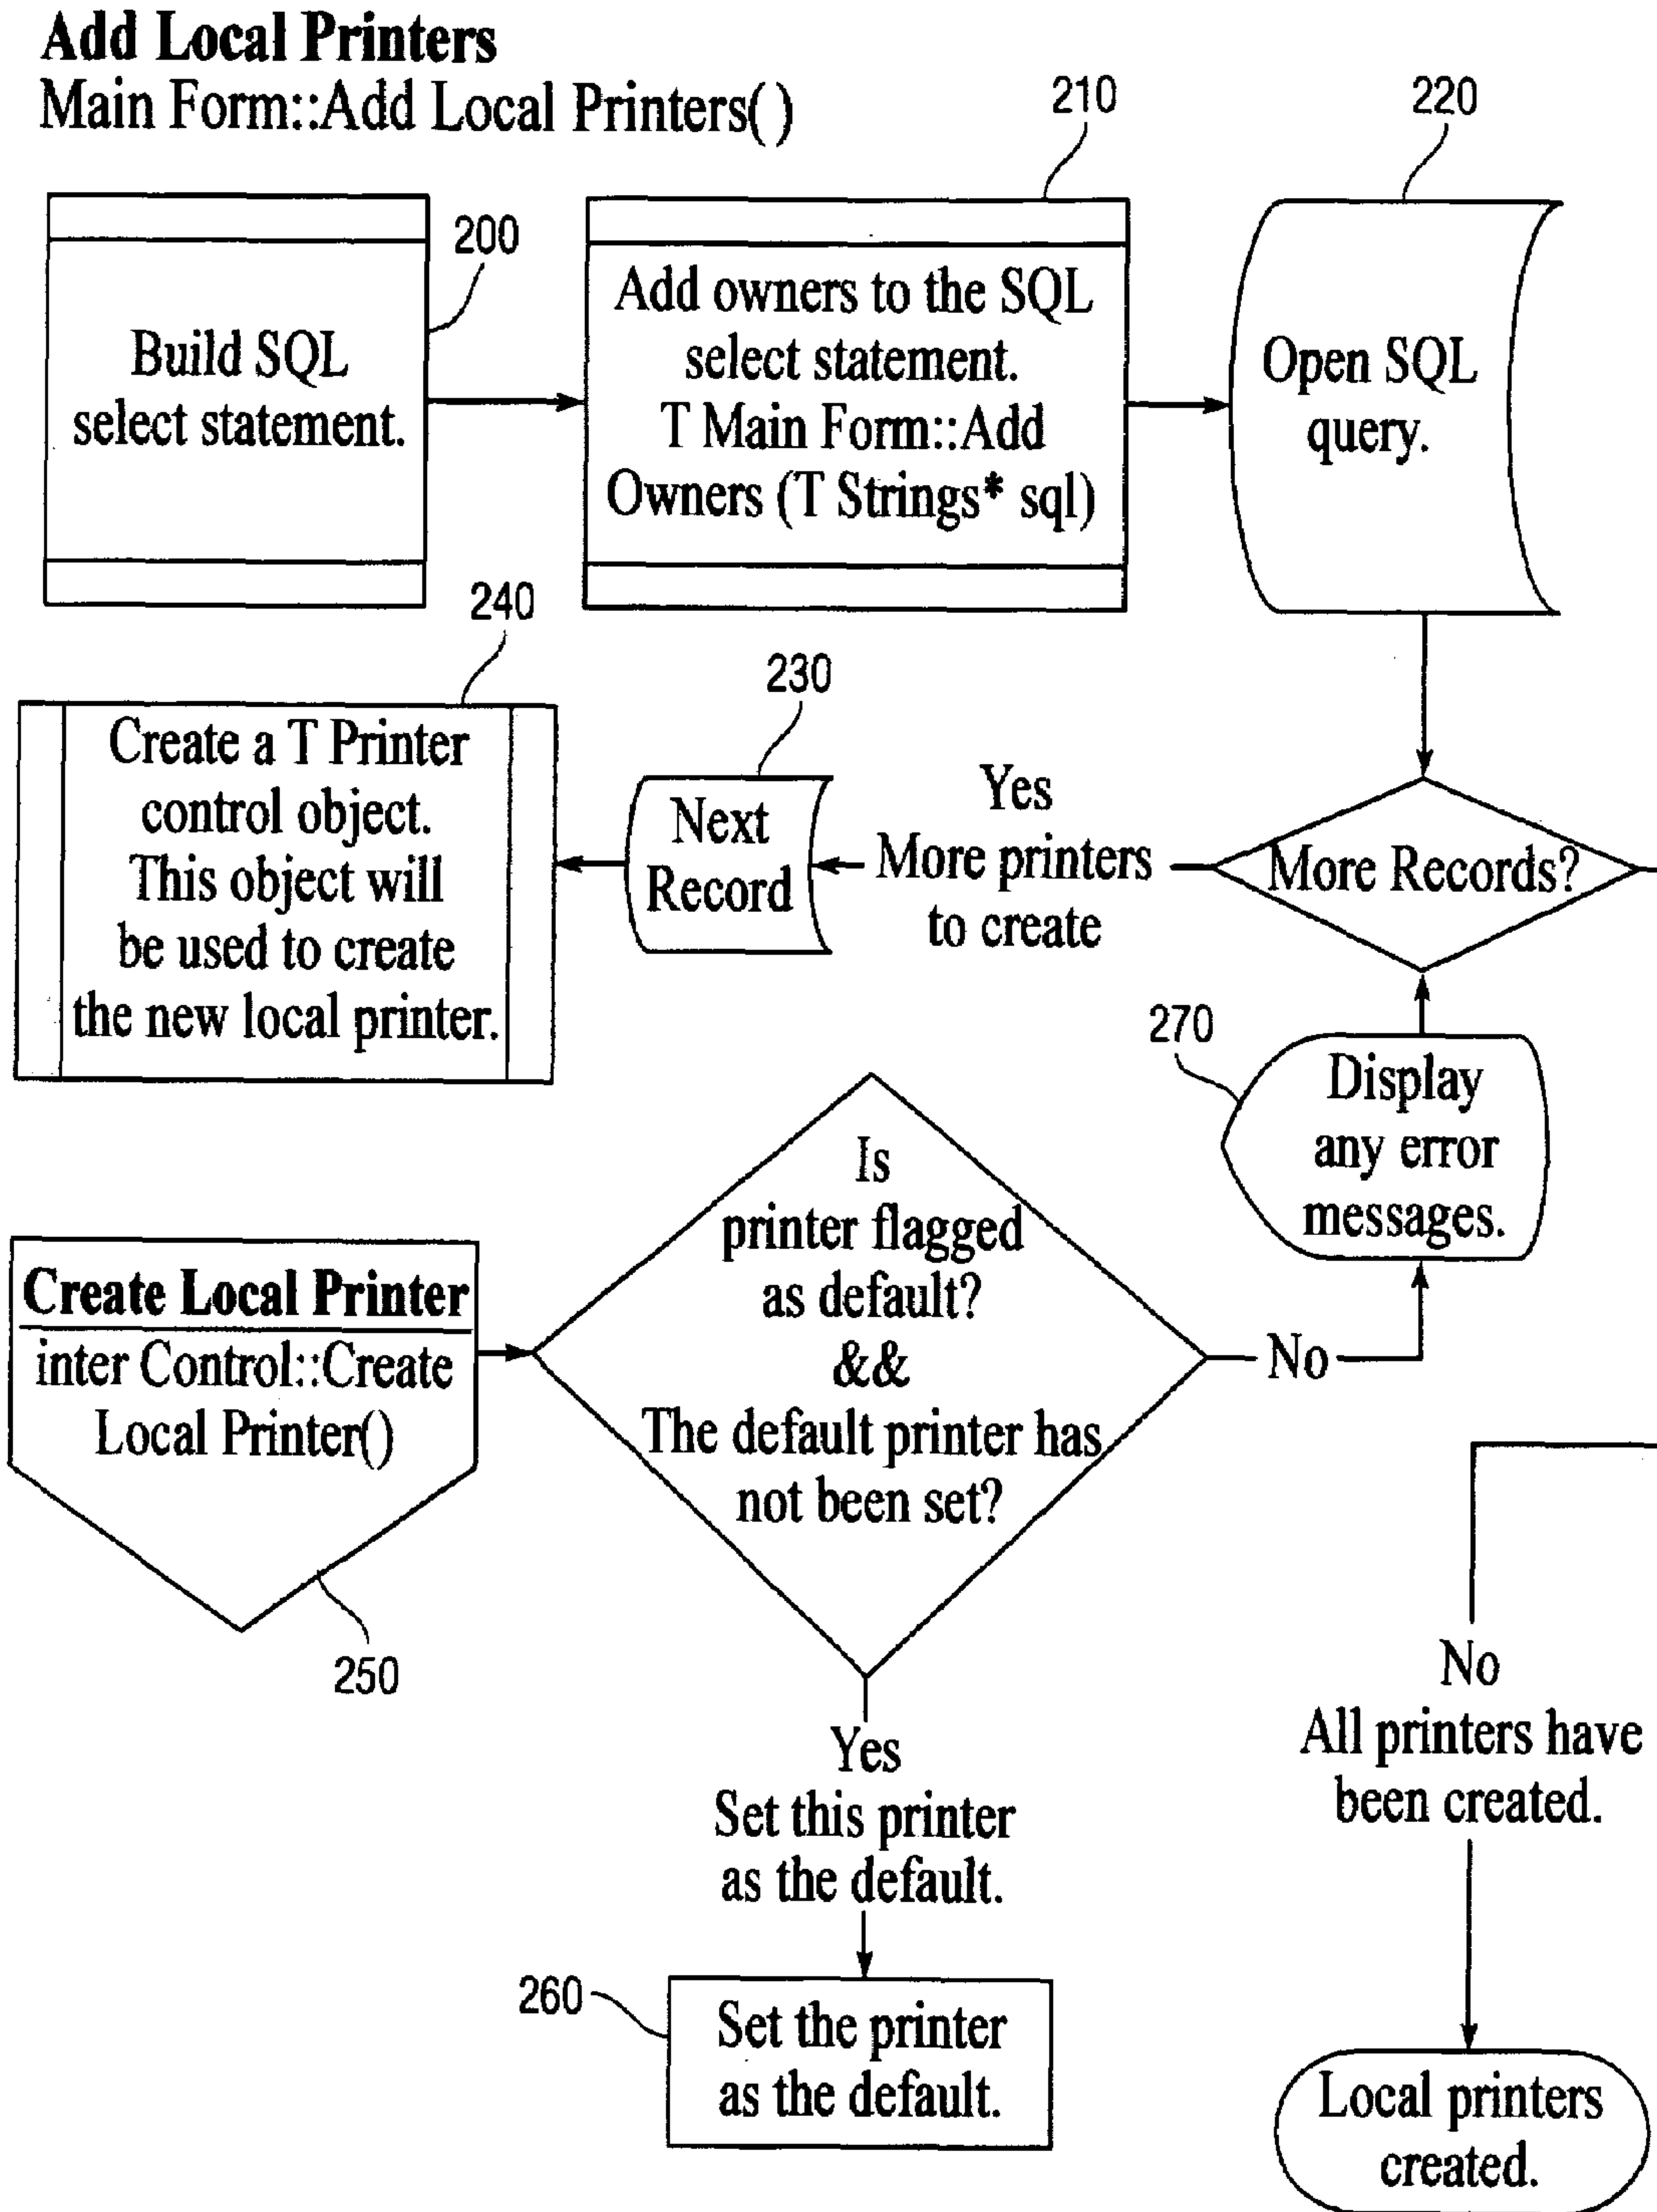 Add Local Printers
Main Form::Add Local Printers( )
210
220
200
Build SQL
select statement.
Add owners to the SQL
select statement.
T Main Form::Add
Owners (T Strings* sql)
Open SQL
query.
240
230
Create a T Printer
control object.
This object will
be used to create
the new local printer.
Next
Record
Yes
More printers
to create
More Records?
270
Display
any error
messages.
Create Local Printer
inter Control::Create
Local Printer()
250
Is
printer flagged
as default?
&&
The default printer has
not been set?
No
Yes
Set this printer
as the default.
260
Set the printer
as the default.
No
All printers have
been created.
Local printers
created.